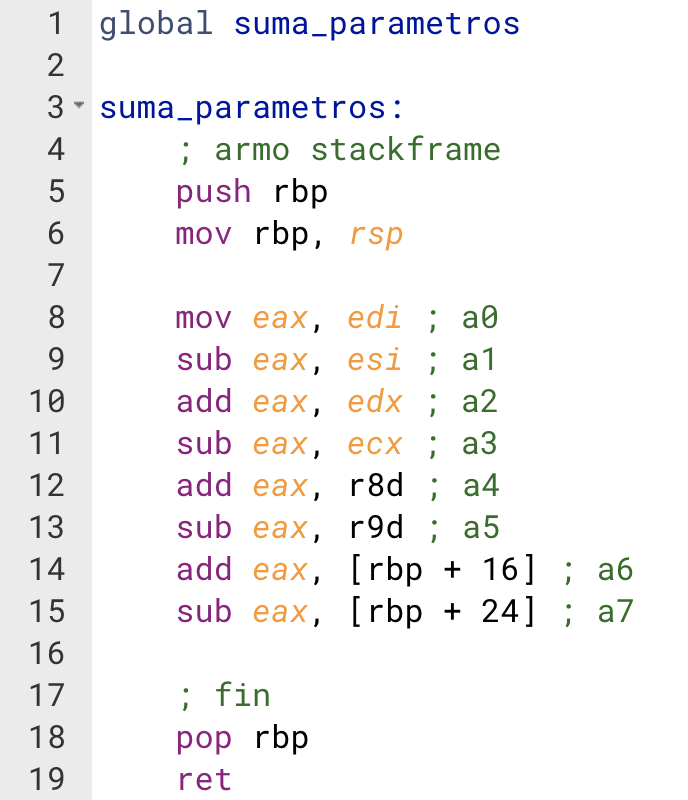 1 global suma_parametros
2
3 suma_parametros:
4 ; armo stackframe
5 push rbp
6 mov rbp, rsp
7
8 mov eax, edi ; a0
9 sub eax, esi ; a1
10 add eax, edx ; a2
11 sub eax, ecx ; a3
12 add eax, r8d ; a4
13 sub eax, r9d ; a5
14 add eax, [rbp + 16] ; a6
15 sub eax, [rbp + 24] ; a7
16
17 ; fin
18 pop rbp
19 ret